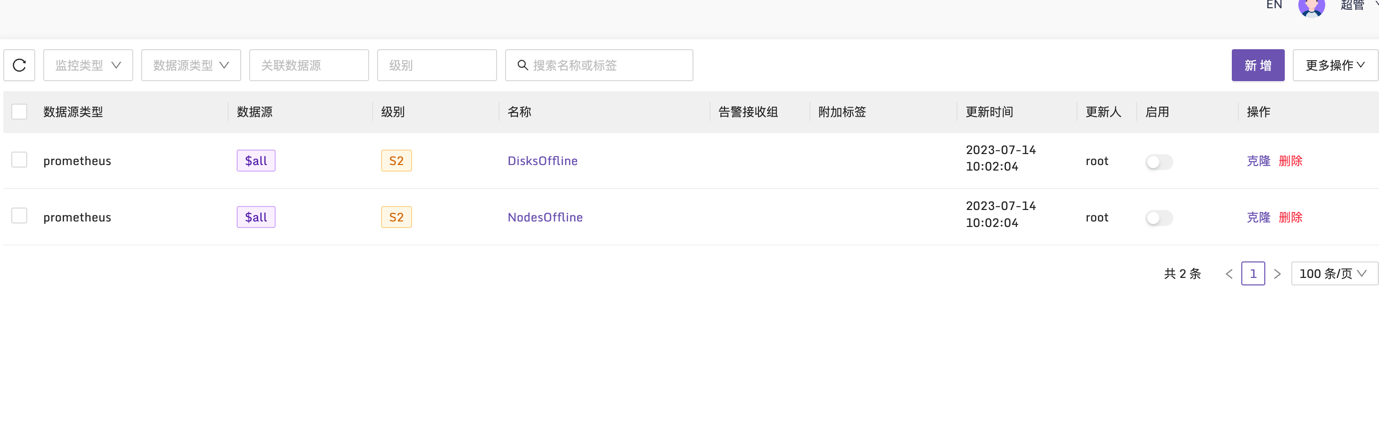 EN 超管
监控类型 数据源类型 关联数据源 级别 搜索名称或标签 新 增 更多操作
数据源类型 数据源 级别 名称 告警接收组 附加标签 更新时间 更新人 启用 操作
prometheus $all S2 DisksOffline 2023-07-14 10:02:04 root 克隆 删除
prometheus $all S2 NodesOffline 2023-07-14 10:02:04 root 克隆 删除
共 2 条 < 1 > 100 条/页